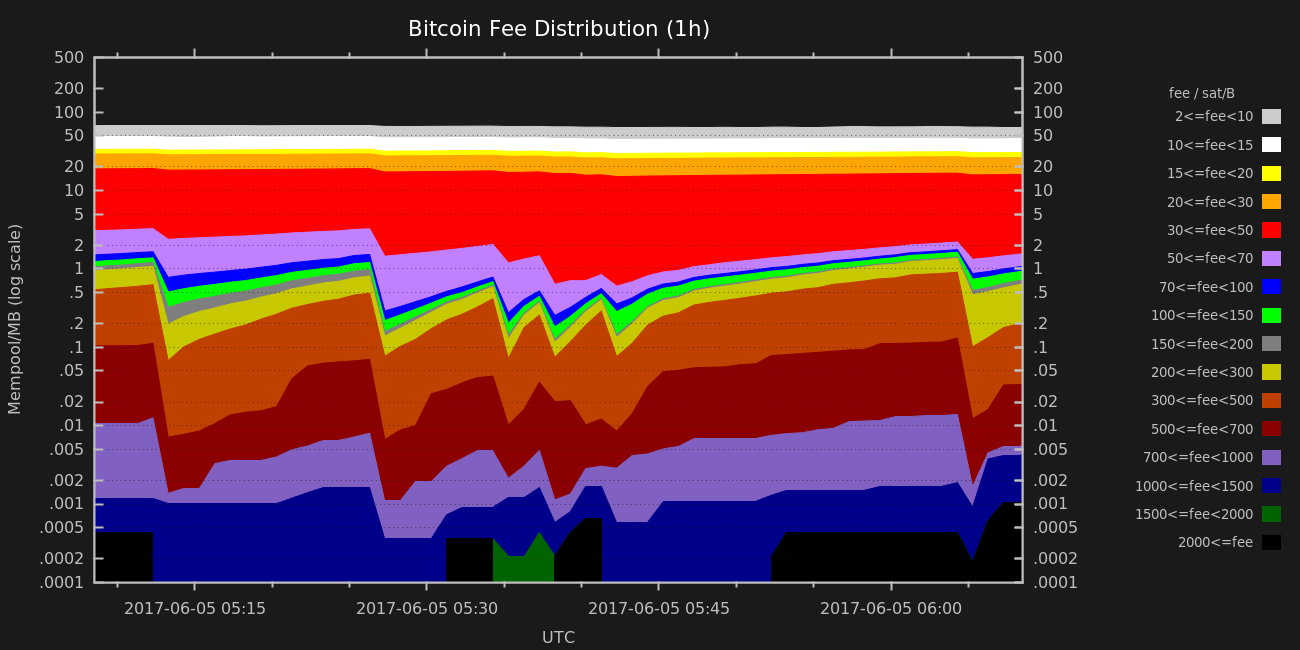 Bitcoin Fee Distribution (1h)
500 500
200 200
100 100
50 50
20 20
10 10
5 5
2 2
1 1
.5 .5
.2 .2
.1 .1
.05 .05
.02 .02
.01 .01
.005 .005
.002 .002
.001 .001
.0005 .0005
.0002 .0002
.0001 .0001
Mempool/MB (log scale)
2017-06-05 05:15 2017-06-05 05:30 2017-06-05 05:45 2017-06-05 06:00
UTC
fee / sat/B
2<=fee<10
10<=fee<15
15<=fee<20
20<=fee<30
30<=fee<50
50<=fee<70
70<=fee<100
100<=fee<150
150<=fee<200
200<=fee<300
300<=fee<500
500<=fee<700
700<=fee<1000
1000<=fee<1500
1500<=fee<2000
2000<=fee